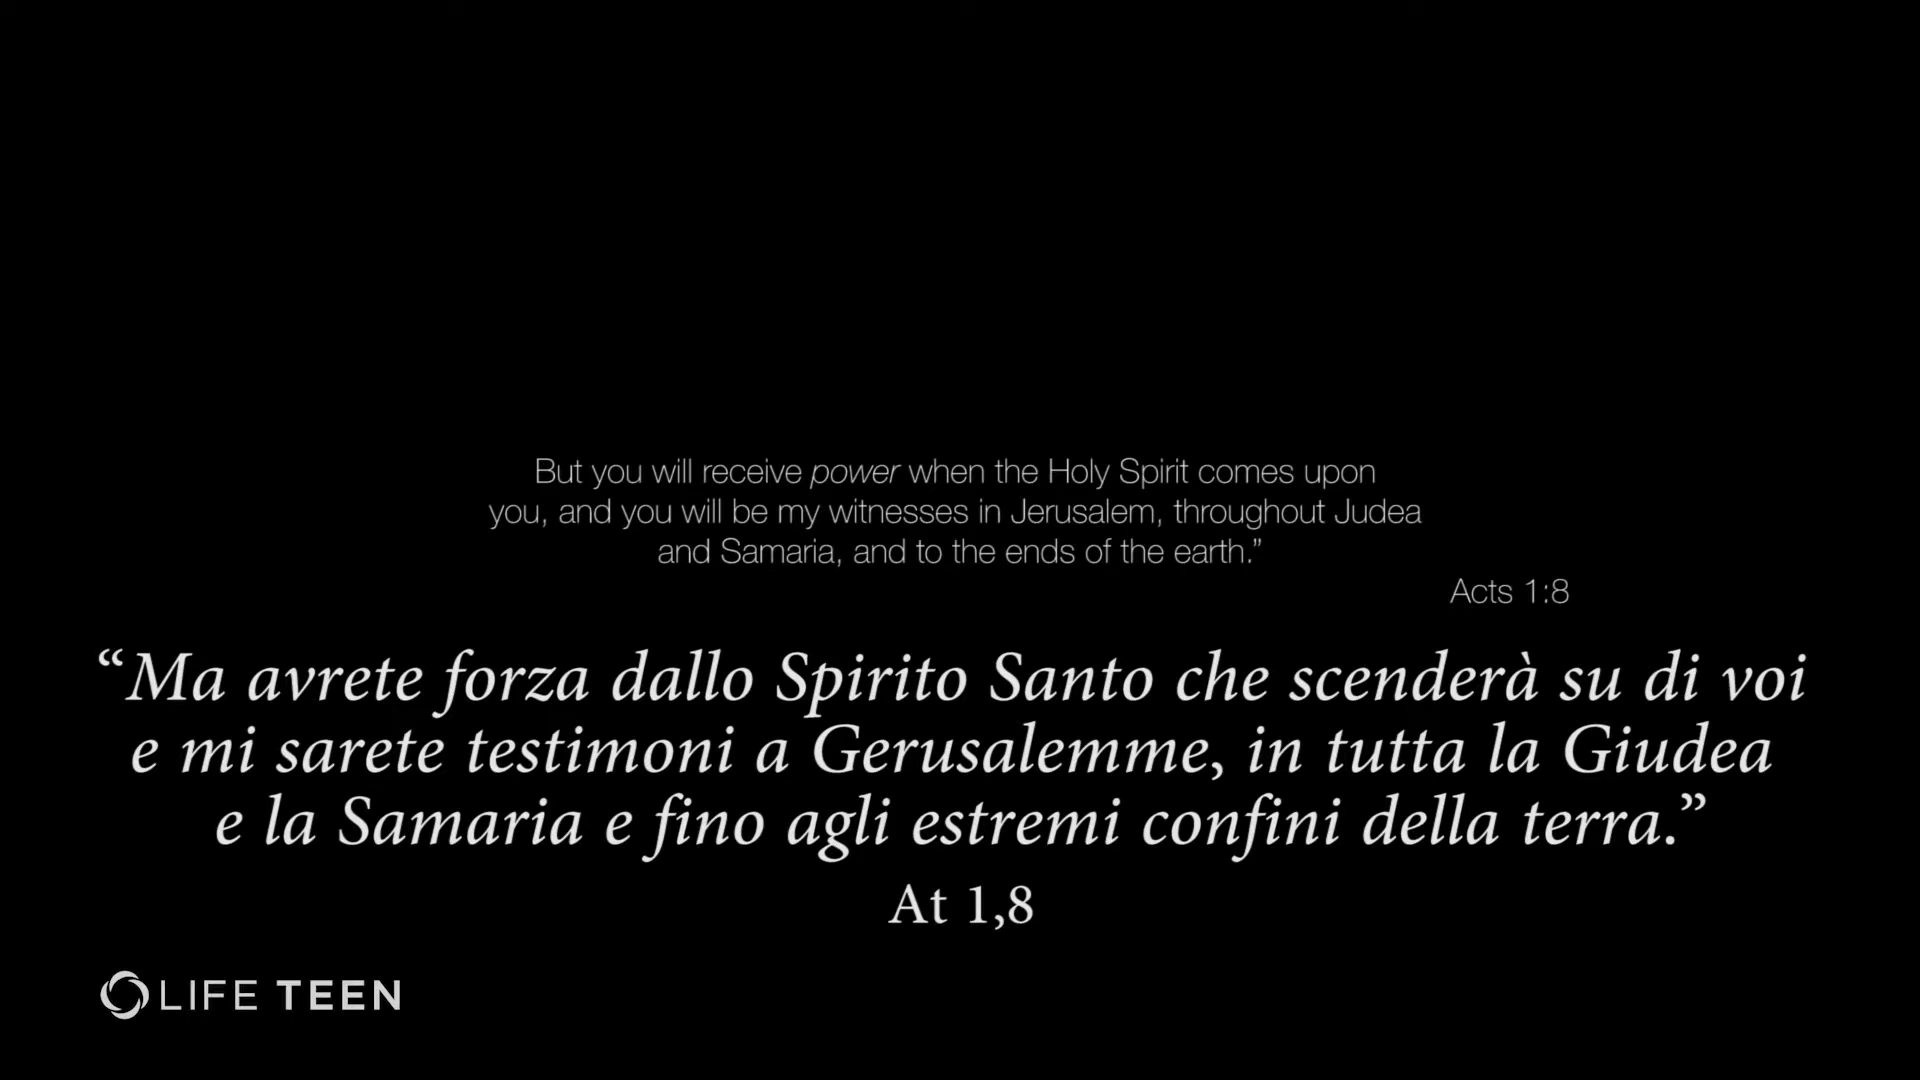 But you will receive power when the Holy Spirit comes upon
you, and you will be my witnesses in Jerusalem, throughout Judea
and Samaria, and to the ends of the earth.”
Acts 1:8
“Ma avrete forza dallo Spirito Santo che scenderà su di voi
e mi sarete testimoni a Gerusalemme, in tutta la Giudea
e la Samaria e fino agli estremi confini della terra.”
At 1,8
LIFE TEEN